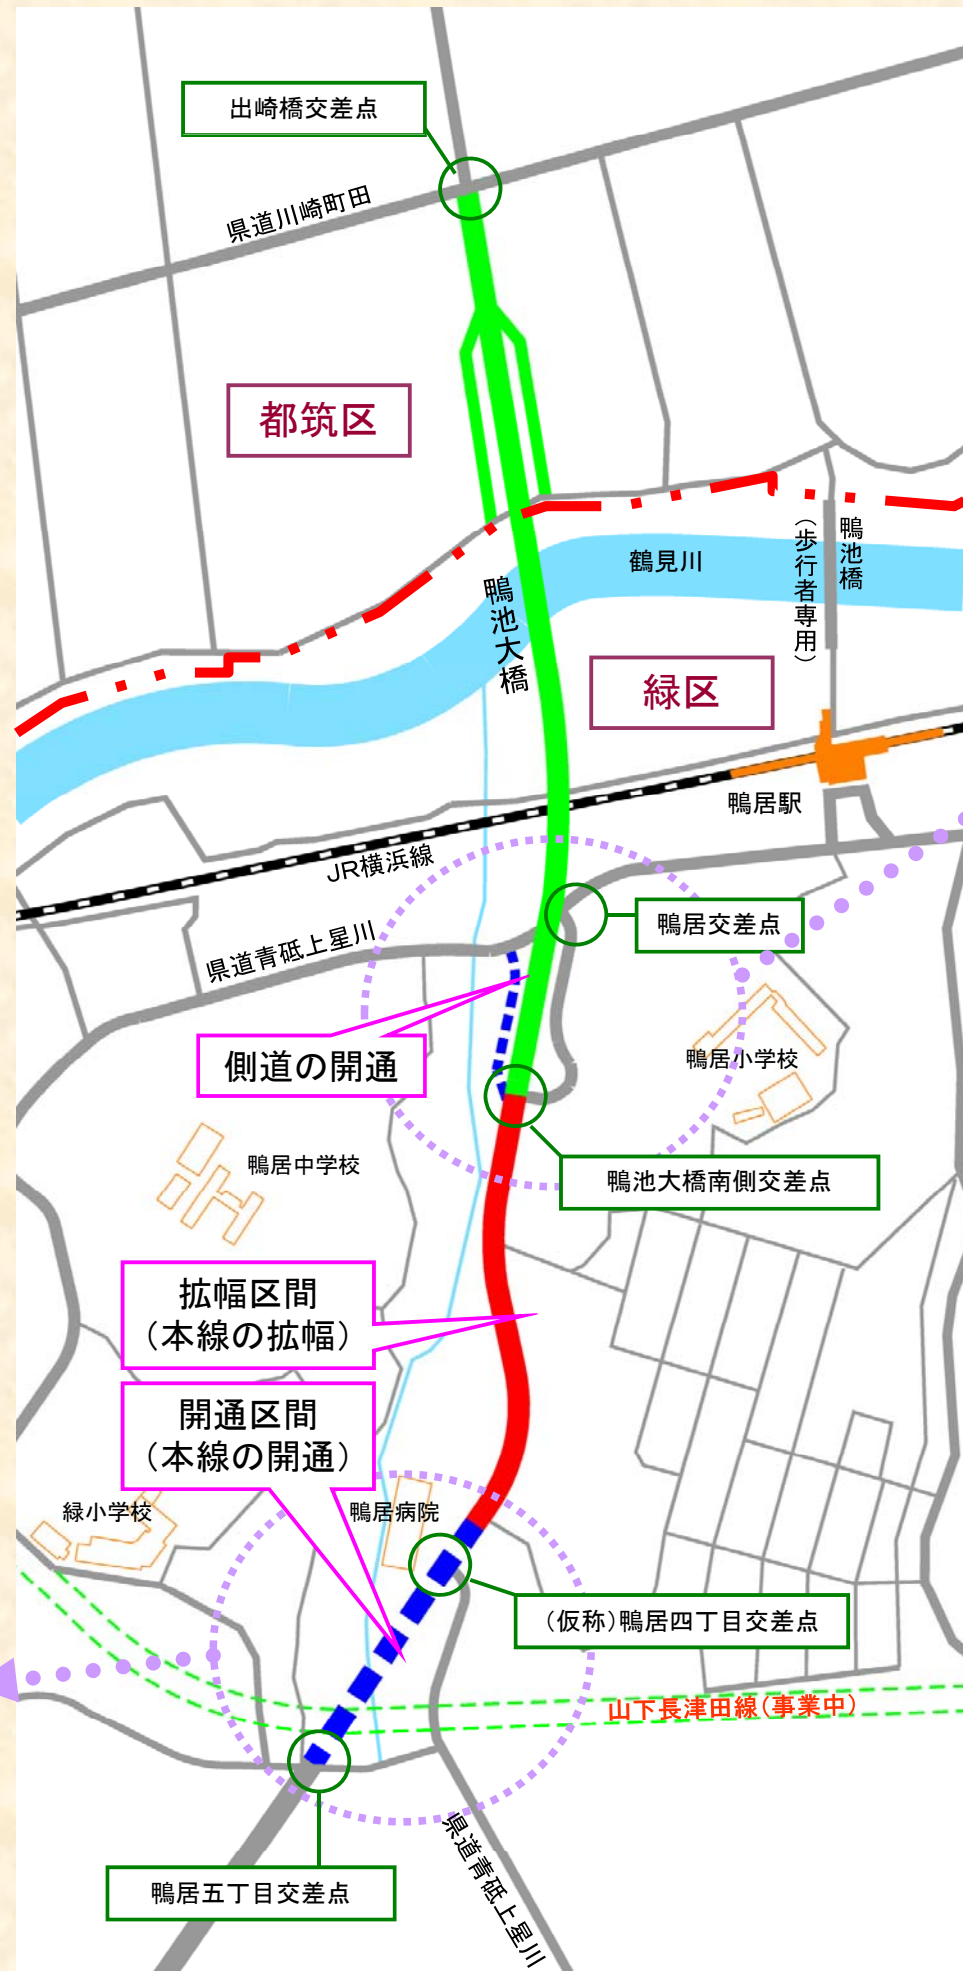 出崎橋交差点
県道川崎町田
都筑区
鶴見川
鴨池橋
（歩行者専用）
鴨池大橋
緑区
鴨居駅
JR横浜線
鴨居交差点
県道青砥上星川
側道の開通
鴨居小学校
鴨居中学校
鴨池大橋南側交差点
拡幅区間
（本線の拡幅）
開通区間
（本線の開通）
緑小学校
鴨居病院
（仮称）鴨居四丁目交差点
山下長津田線（事業中）
県道青砥上星川
鴨居五丁目交差点